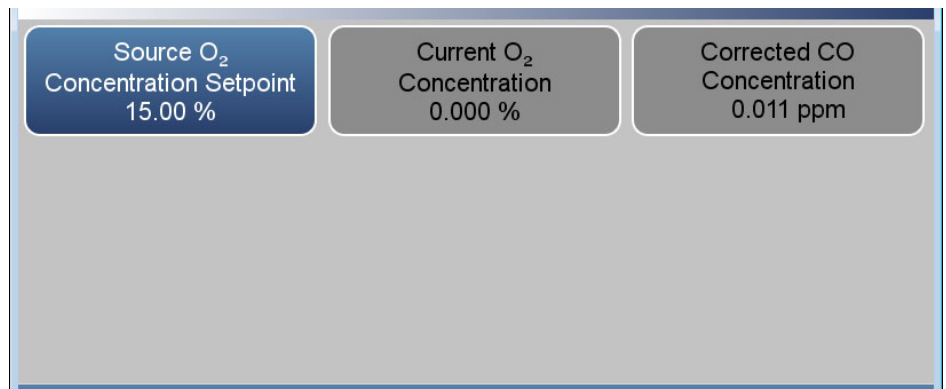 Source O₂
Concentration Setpoint
15.00 %
Current O₂
Concentration
0.000 %
Corrected CO
Concentration
0.011 ppm